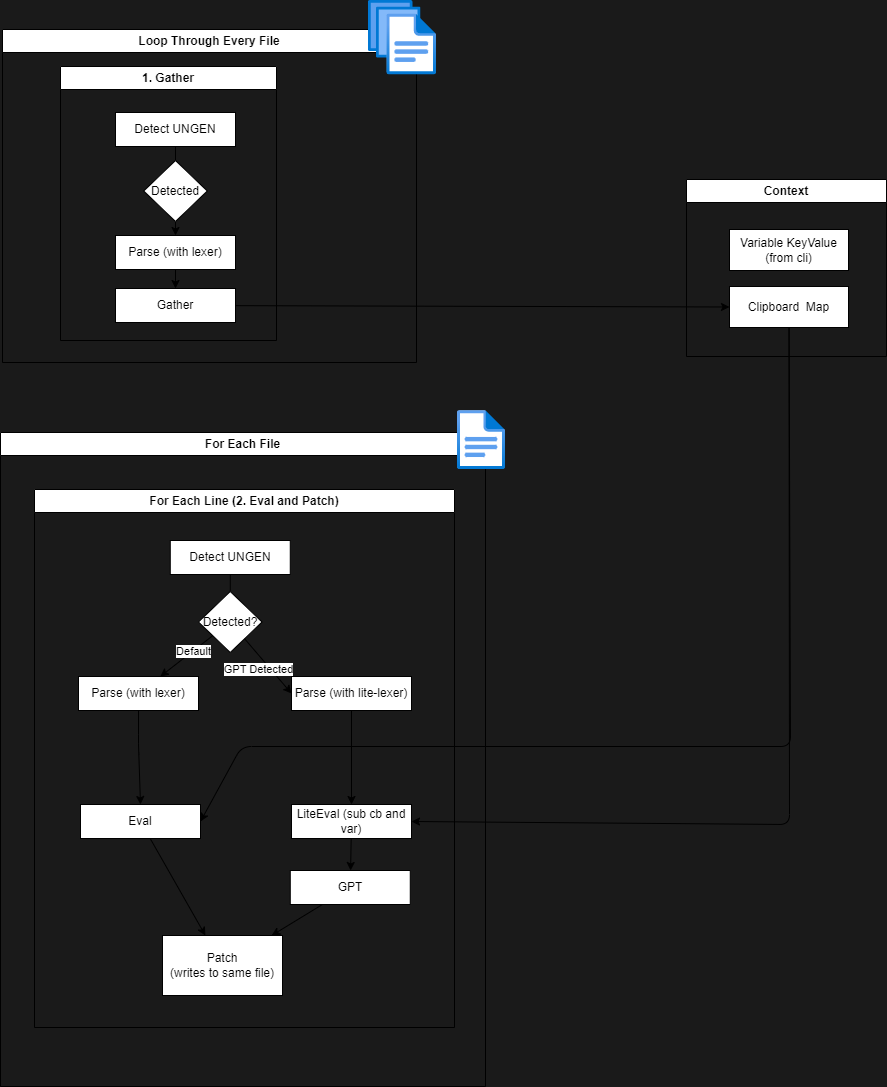 Loop Through Every File
1. Gather
Detect UNGEN
Detected
Parse (with lexer)
Gather
Context
Variable KeyValue
(from cli)
Clipboard Map
For Each File
For Each Line (2. Eval and Patch)
Detect UNGEN
Detected?
Default
GPT Detected
Parse (with lexer)
Parse (with lite-lexer)
Eval
LiteEval (sub cb and
var)
GPT
Patch
(writes to same file)